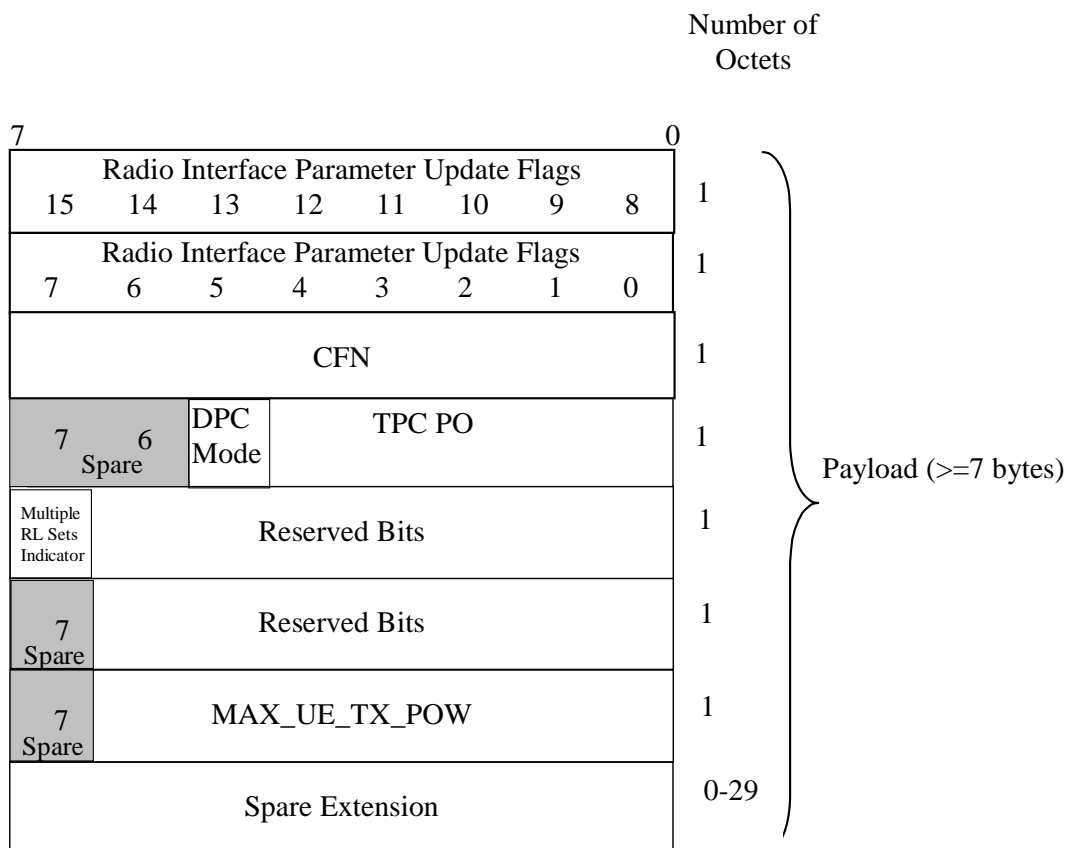 Number of
Octets
7 0
Radio Interface Parameter Update Flags
15 14 13 12 11 10 9 8
1
Radio Interface Parameter Update Flags
7 6 5 4 3 2 1 0
1
CFN
1
7 6
Spare
DPC
Mode
TPC PO
1
Payload (>=7 bytes)
Multiple
RL Sets
Indicator
Reserved Bits
1
7
Spare
Reserved Bits
1
7
Spare
MAX_UE_TX_POW
1
Spare Extension
0-29